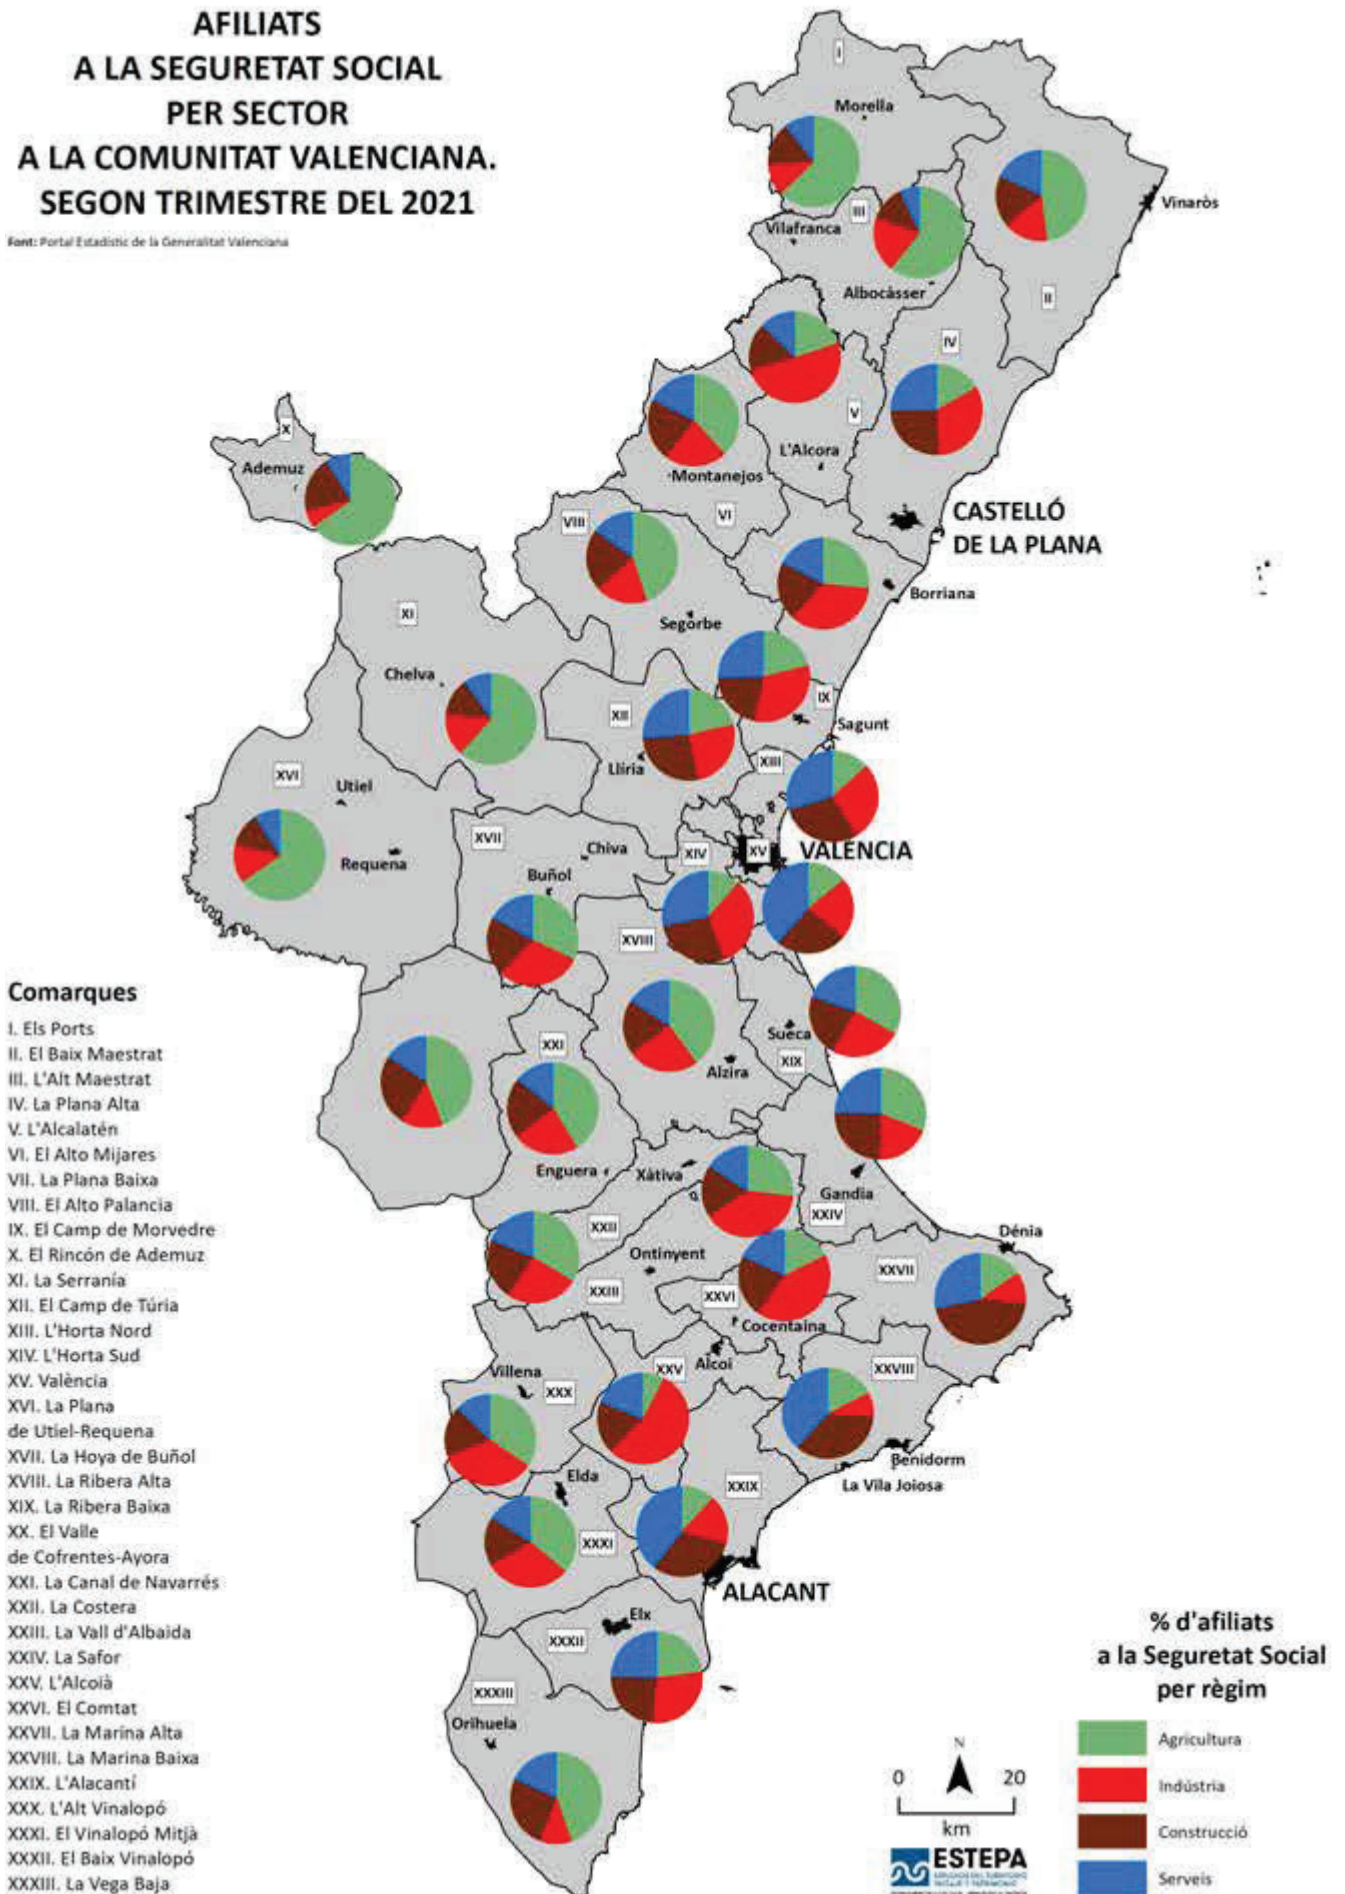 AFILIATS
A LA SEGURETAT SOCIAL
PER SECTOR
A LA COMUNITAT VALENCIANA.
SEGON TRIMESTRE DEL 2021
Font: Portal Estadístic de la Generalitat Valenciana
I
Morella
Vinaròs
III
Vilafranca
Albocàsser
II
IV
V
L'Alcora
X
Ademuz
Montanejos
VI
VIII
CASTELLÓ
DE LA PLANA
Borriana
XI
Segorbe
Chelva
XII
IX
Sagunt
Llíria
XIII
XVI
Utiel
XVII
Chiva
XIV
XV
VALÈNCIA
Requena
Buñol
XVIII
Sueca
XXI
XIX
Alzira
Enguera
Xàtiva
Gandia
XXIV
XXII
Dénia
Ontinyent
XXVII
XXIII
XXVI
Cocentaina
Alcoi
XXV
XXVIII
Villena
XXX
Benidorm
Elda
La Vila Joiosa
XXIX
XXXI
ALACANT
Elx
XXXII
XXXIII
Orihuela
Comarques
I. Els Ports
II. El Baix Maestrat
III. L'Alt Maestrat
IV. La Plana Alta
V. L'Alcalatén
VI. El Alto Mijares
VII. La Plana Baixa
VIII. El Alto Palancia
IX. El Camp de Morvedre
X. El Rincón de Ademuz
XI. La Serranía
XII. El Camp de Túria
XIII. L'Horta Nord
XIV. L'Horta Sud
XV. València
XVI. La Plana
de Utiel-Requena
XVII. La Hoya de Buñol
XVIII. La Ribera Alta
XIX. La Ribera Baixa
XX. El Valle
de Cofrentes-Ayora
XXI. La Canal de Navarrés
XXII. La Costera
XXIII. La Vall d'Albaida
XXIV. La Safor
XXV. L'Alcoià
XXVI. El Comtat
XXVII. La Marina Alta
XXVIII. La Marina Baixa
XXIX. L'Alacantí
XXX. L'Alt Vinalopó
XXXI. El Vinalopó Mitjà
XXXII. El Baix Vinalopó
XXXIII. La Vega Baja
N
0 20
km
ESTEPA
% d'afiliats
a la Seguretat Social
per règim
Agricultura
Indústria
Construcció
Serveis